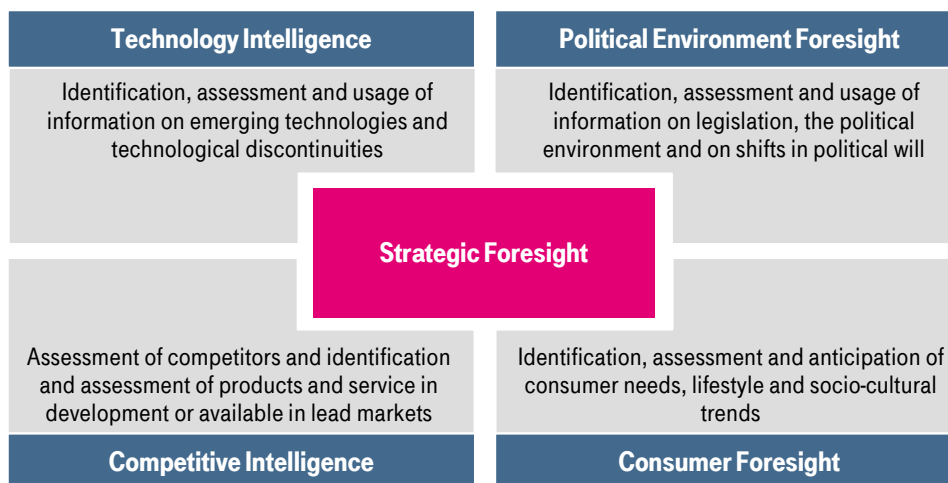 Technology Intelligence
Identification, assessment and usage of
information on emerging technologies and
technological discontinuities
Political Environment Foresight
Identification, assessment and usage of
information on legislation, the political
environment and on shifts in political will
Strategic Foresight
Assessment of competitors and identification
and assessment of products and service in
development or available in lead markets
Competitive Intelligence
Identification, assessment and anticipation of
consumer needs, lifestyle and socio-cultural
trends
Consumer Foresight